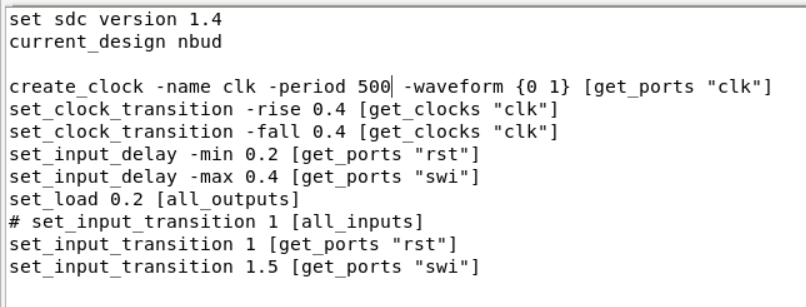 set sdc version 1.4
current_design nbud
create_clock -name clk -period 500 -waveform {0 1} [get_ports "clk"]
set_clock_transition -rise 0.4 [get_clocks "clk"]
set_clock_transition -fall 0.4 [get_clocks "clk"]
set_input_delay -min 0.2 [get_ports "rst"]
set_input_delay -max 0.4 [get_ports "swi"]
set_load 0.2 [all_outputs]
# set_input_transition 1 [all_inputs]
set_input_transition 1 [get_ports "rst"]
set_input_transition 1.5 [get_ports "swi"]